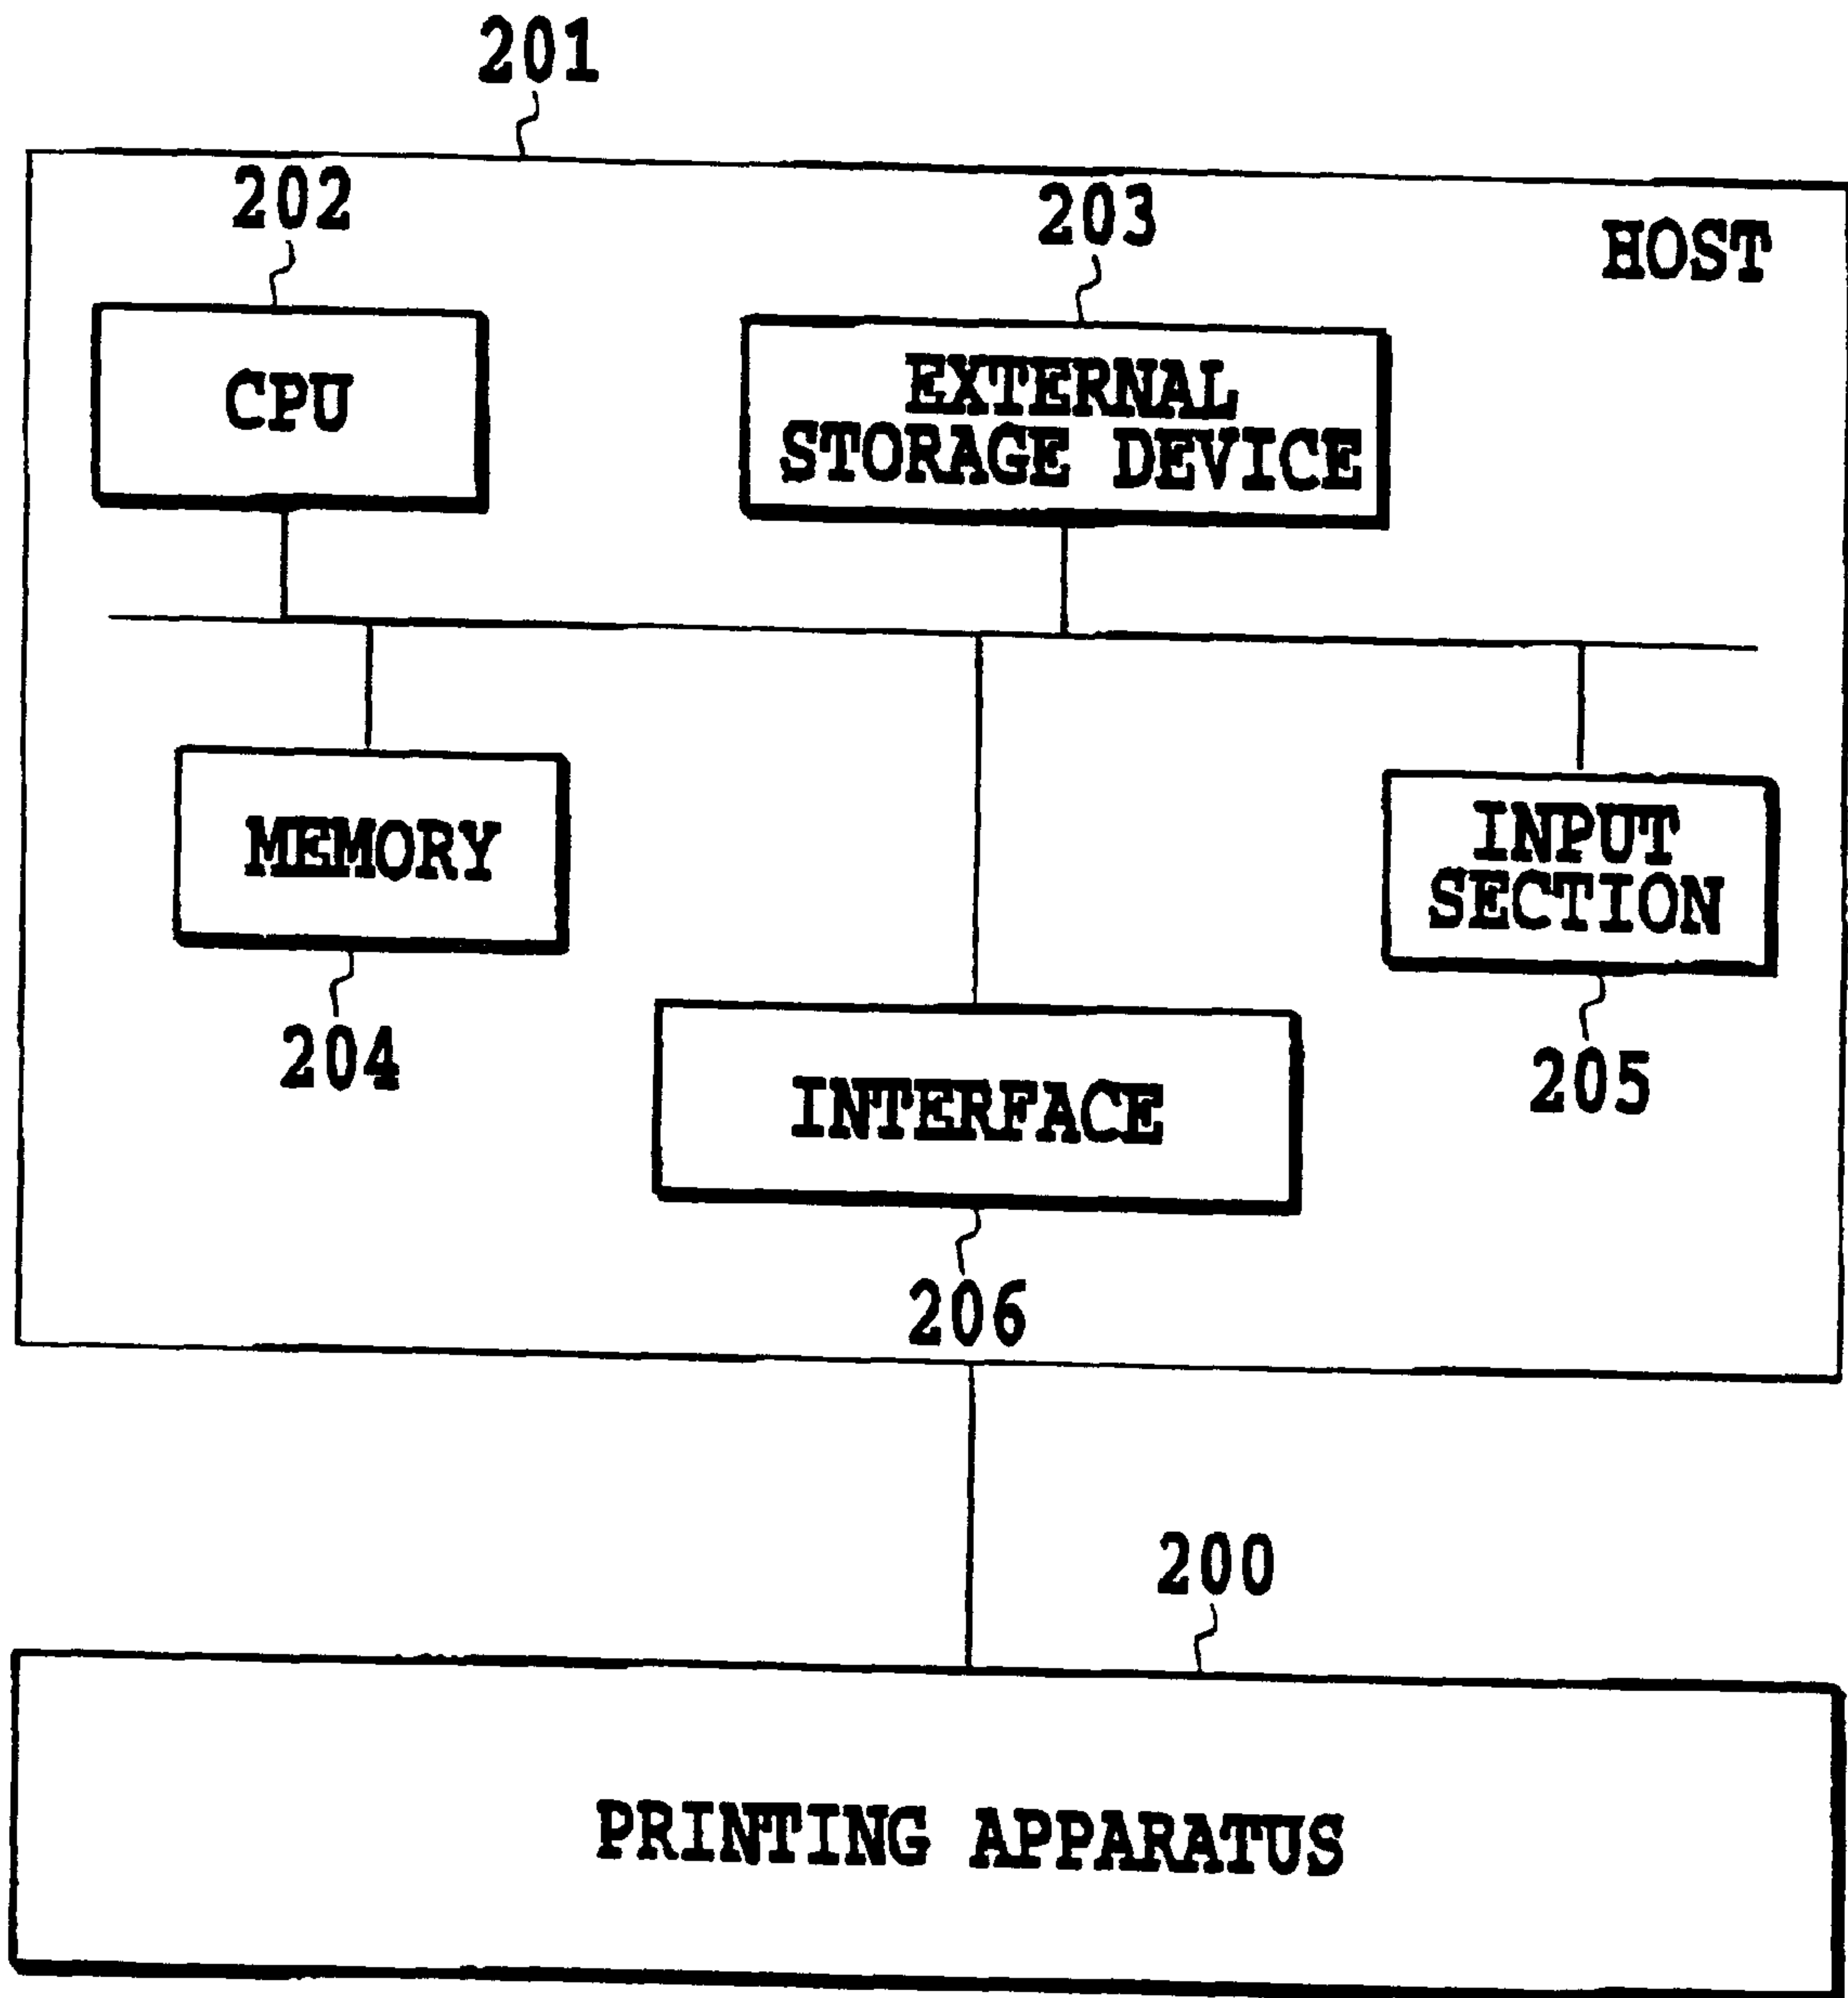 201
202
203
HOST
CPU
EXTERNAL
STORAGE DEVICE
MEMORY
INPUT
SECTION
204
205
INTERFACE
206
200
PRINTING APPARATUS